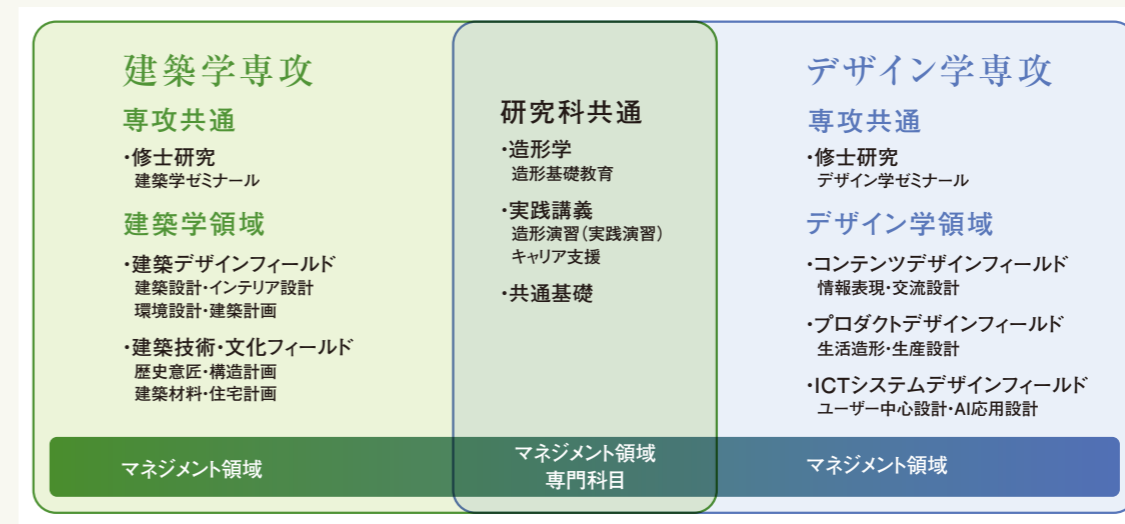 建築学専攻
専攻共通
・修士研究
建築学ゼミナール
建築学領域
・建築デザインフィールド
建築設計・インテリア設計
環境設計・建築計画
・建築技術・文化フィールド
歴史意匠・構造計画
建築材料・住宅計画
マネジメント領域
研究科共通
・造形学
造形基礎教育
・実践講義
造形演習（実践演習）
キャリア支援
・共通基礎
マネジメント領域
専門科目
デザイン学専攻
専攻共通
・修士研究
デザイン学ゼミナール
デザイン学領域
・コンテンツデザインフィールド
情報表現・交流設計
・プロダクトデザインフィールド
生活造形・生産設計
・ICTシステムデザインフィールド
ユーザー中心設計・AI応用設計
マネジメント領域